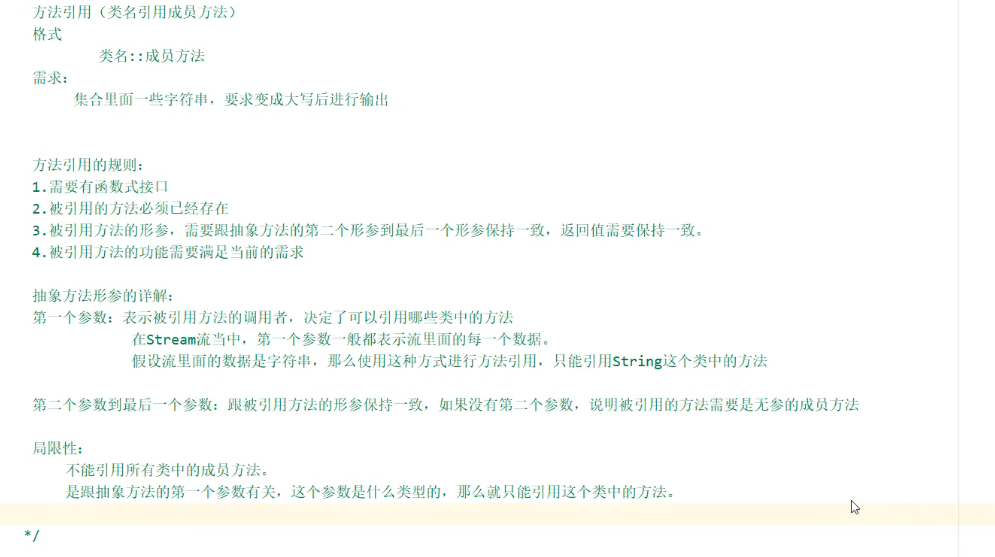 方法引用（类名引用成员方法）
格式
类名::成员方法
需求：
集合里面一些字符串，要求变成大写后进行输出
方法引用的规则：
1.需要有函数式接口
2.被引用的方法必须已经存在
3.被引用方法的形参，需要跟抽象方法的第二个形参到最后一个形参保持一致，返回值需要保持一致。
4.被引用方法的功能需要满足当前的需求
抽象方法形参的详解：
第一个参数：表示被引用方法的调用者，决定了可以引用哪些类中的方法
在Stream流当中，第一个参数一般都表示流里面的每一个数据。
假设流里面的数据是字符串，那么使用这种方式进行方法引用，只能引用String这个类中的方法
第二个参数到最后一个参数：跟被引用方法的形参保持一致，如果没有第二个参数，说明被引用的方法需要是无参的成员方法
局限性：
不能引用所有类中的成员方法。
是跟抽象方法的第一个参数有关，这个参数是什么类型的，那么就只能引用这个类中的方法。
*/